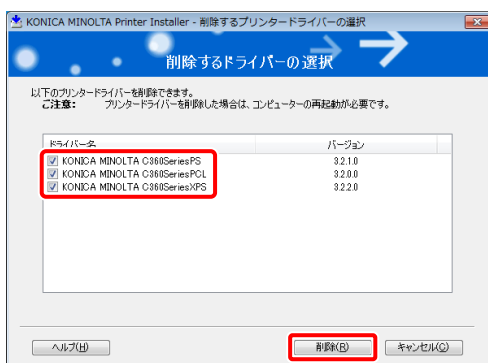 KONICA MINOLTA Printer Installer - 削除するプリンタードライバーの選択
削除するドライバーの選択
以下のプリンタードライバーを削除できます。
ご注意: プリンタードライバーを削除した場合は、コンピューターの再起動が必要です。
ドライバー名 バージョン
KONICA MINOLTA C360SeriesPS 3.2.1.0
KONICA MINOLTA C360SeriesPCL 3.2.0.0
KONICA MINOLTA C360SeriesXPS 3.2.2.0
ヘルプ(H) 削除(R) キャンセル(C)